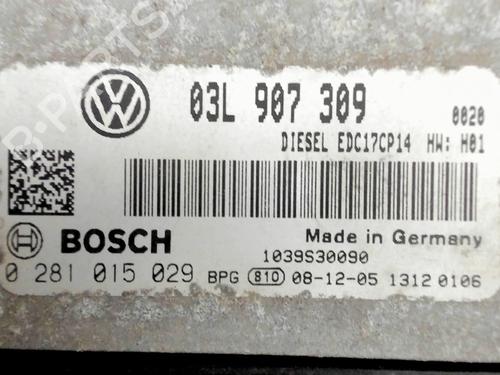 03L 907 309
0020
DIESEL EDC17CP14 HW: H01
BOSCH
Made in Germany
1039S30090
0 281 015 029 BPG 810 08-12-05 1312 0106